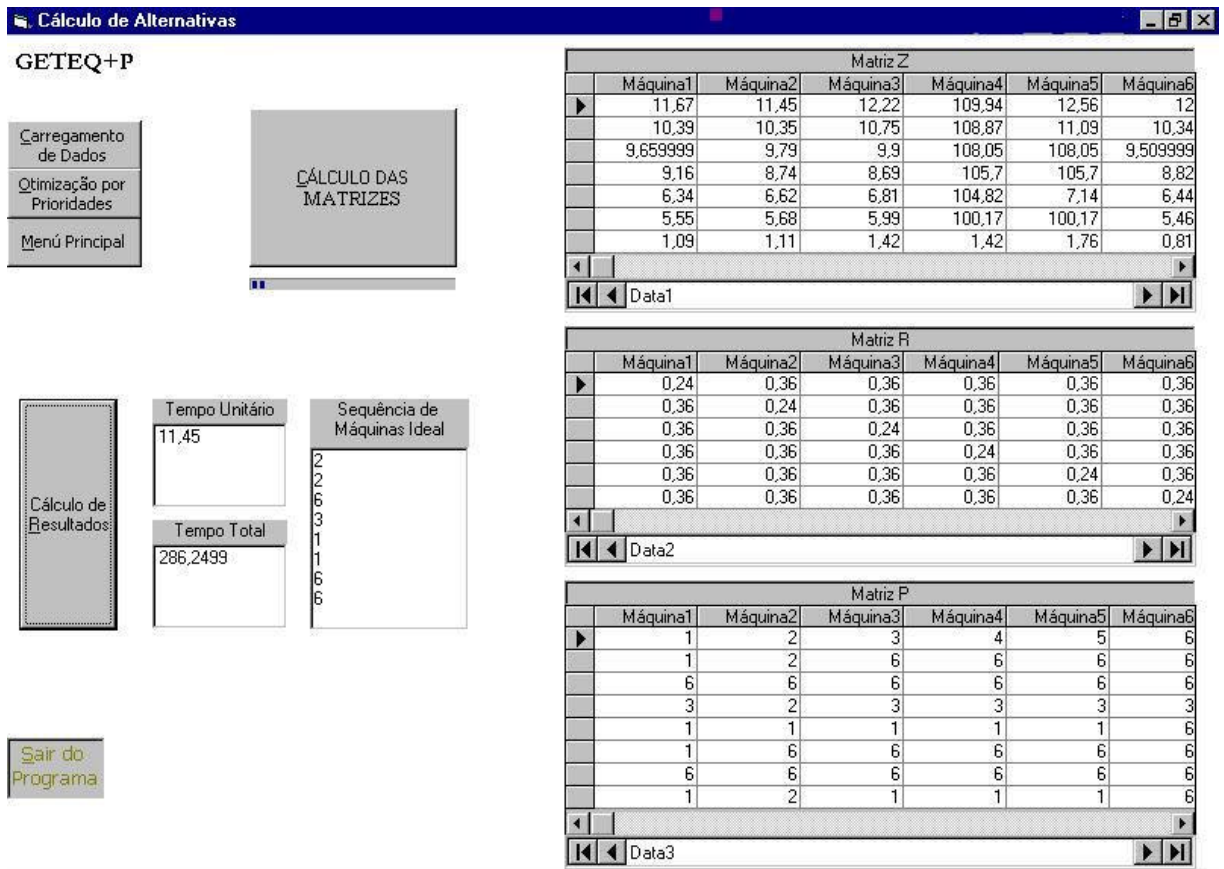 Cálculo de Alternativas
GETEQ+P
Carregamento
de Dados
Otimização por
Prioridades
Menú Principal
CÁLCULO DAS
MATRIZES
Matriz Z
Máquina1 Máquina2 Máquina3 Máquina4 Máquina5 Máquina6
11,67 11,45 12,22 109,94 12,56 12
10,39 10,35 10,75 108,87 11,09 10,34
9,659999 9,79 9,9 108,05 108,05 9,509999
9,16 8,74 8,69 105,7 105,7 8,82
6,34 6,62 6,81 104,82 7,14 6,44
5,55 5,68 5,99 100,17 100,17 5,46
1,09 1,11 1,42 1,42 1,76 0,81
Data1
Cálculo de
Resultados
Tempo Unitário
11,45
Tempo Total
286,2499
Sequência de
Máquinas Ideal
2
2
6
3
1
1
6
6
Matriz R
Máquina1 Máquina2 Máquina3 Máquina4 Máquina5 Máquina6
0,24 0,36 0,36 0,36 0,36 0,36
0,36 0,24 0,36 0,36 0,36 0,36
0,36 0,36 0,24 0,36 0,36 0,36
0,36 0,36 0,36 0,24 0,36 0,36
0,36 0,36 0,36 0,36 0,24 0,36
0,36 0,36 0,36 0,36 0,36 0,24
Data2
Matriz P
Máquina1 Máquina2 Máquina3 Máquina4 Máquina5 Máquina6
1 2 3 4 5 6
1 2 6 6 6 6
6 6 6 6 6 6
3 2 3 3 3 3
1 1 1 1 1 6
1 6 6 6 6 6
6 6 6 6 6 6
1 2 1 1 1 6
Data3
Sair do
Programa